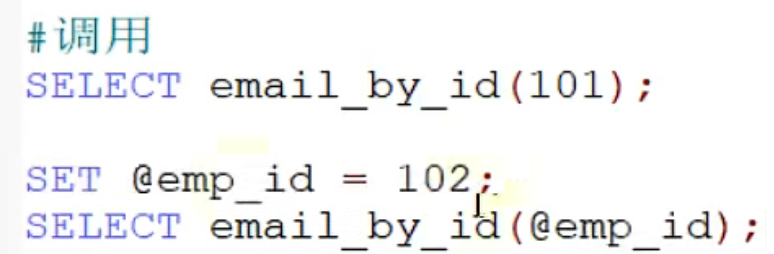 #调用
SELECT email_by_id(101);
SET @emp_id = 102;
SELECT email_by_id(@emp_id);